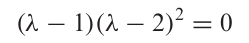 (λ − 1)(λ − 2)² = 0